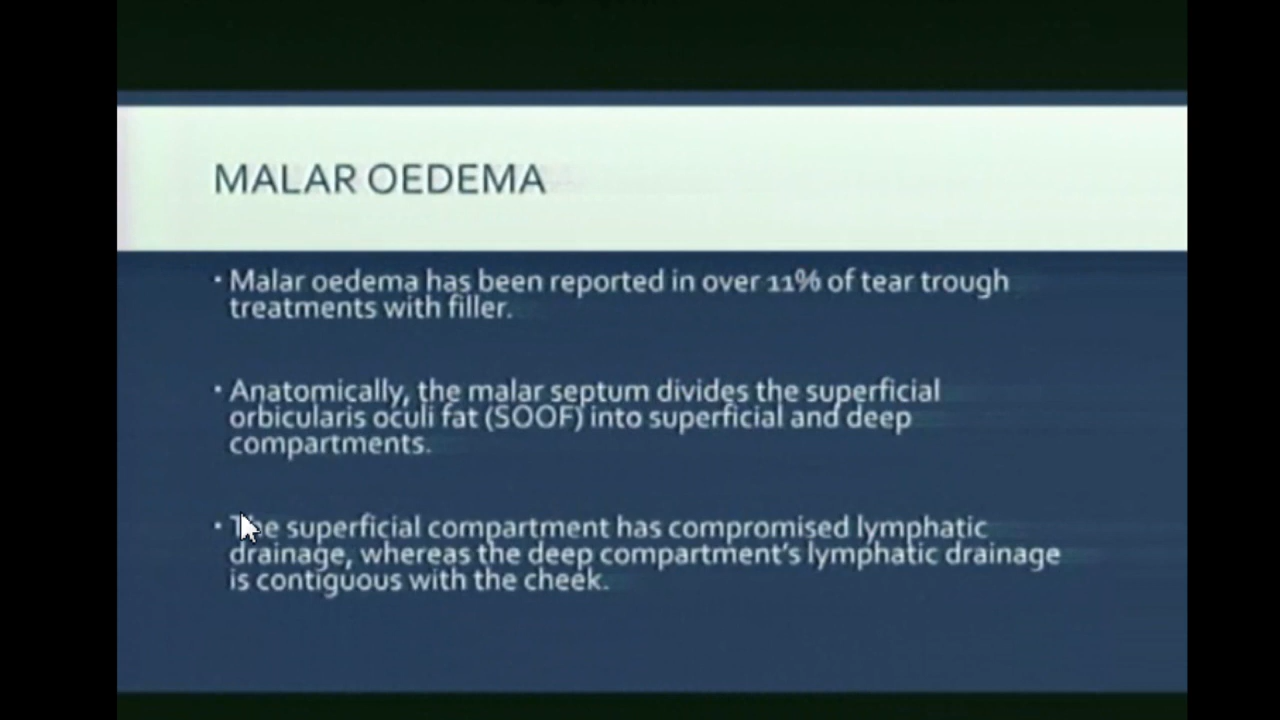 MALAR OEDEMA
• Malar oedema has been reported in over 11% of tear trough
treatments with filler.
• Anatomically, the malar septum divides the superficial
orbicularis oculi fat (SOOF) into superficial and deep
compartments.
• The superficial compartment has compromised lymphatic
drainage, whereas the deep compartment's lymphatic drainage
is contiguous with the cheek.